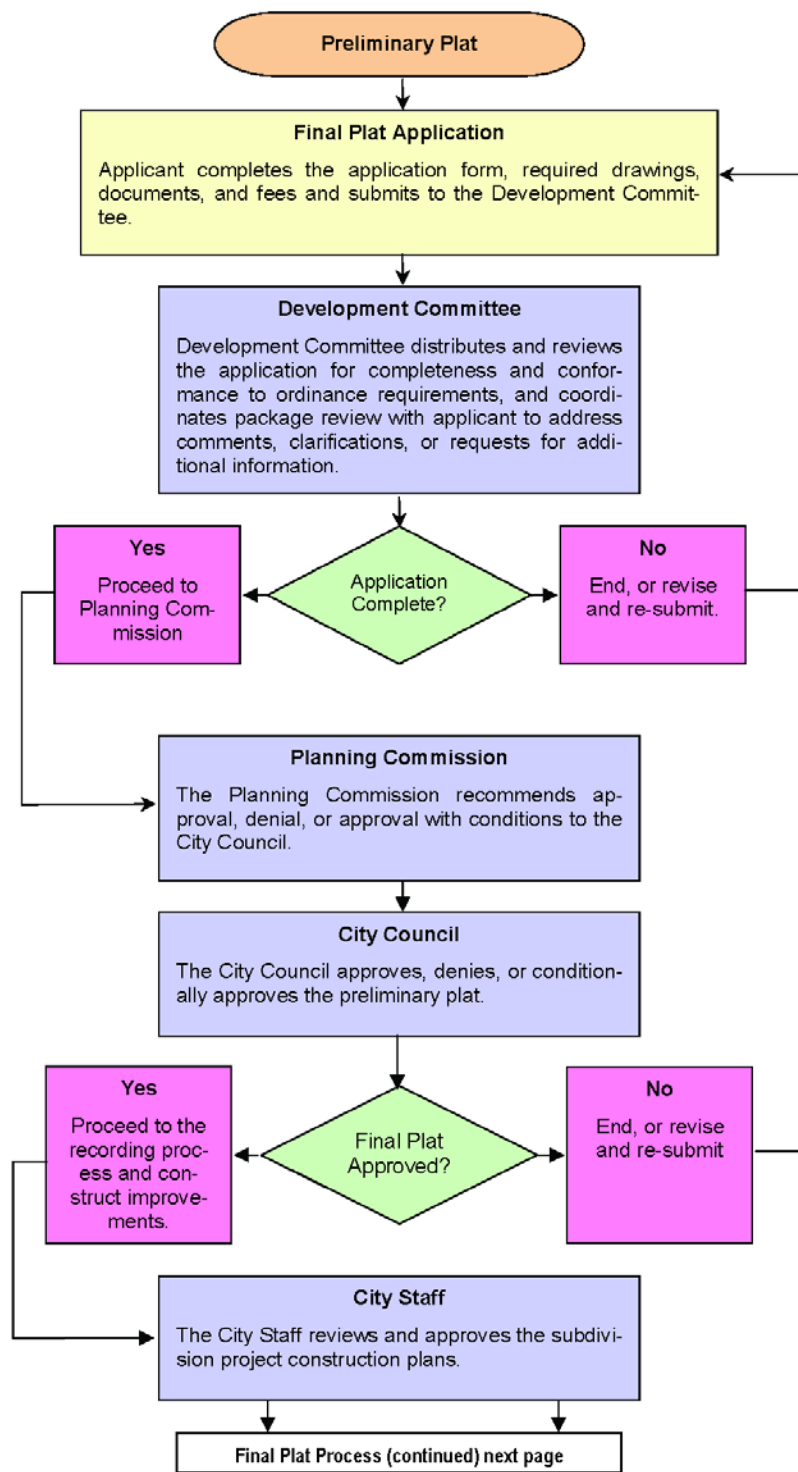 Preliminary Plat
Final Plat Application
Applicant completes the application form, required drawings,
documents, and fees and submits to the Development Commit-
tee.
Development Committee
Development Committee distributes and reviews
the application for completeness and confor-
mance to ordinance requirements, and coordi-
nates package review with applicant to address
comments, clarifications, or requests for addi-
tional information.
Yes
Proceed to
Planning Com-
mission
Application
Complete?
No
End, or revise
and re-submit.
Planning Commission
The Planning Commission recommends ap-
proval, denial, or approval with conditions to the
City Council.
City Council
The City Council approves, denies, or condition-
ally approves the preliminary plat.
Yes
Proceed to the
recording proc-
ess and con-
struct improve-
ments.
Final Plat
Approved?
No
End, or revise
and re-submit
City Staff
The City Staff reviews and approves the subdivi-
sion project construction plans.
Final Plat Process (continued) next page